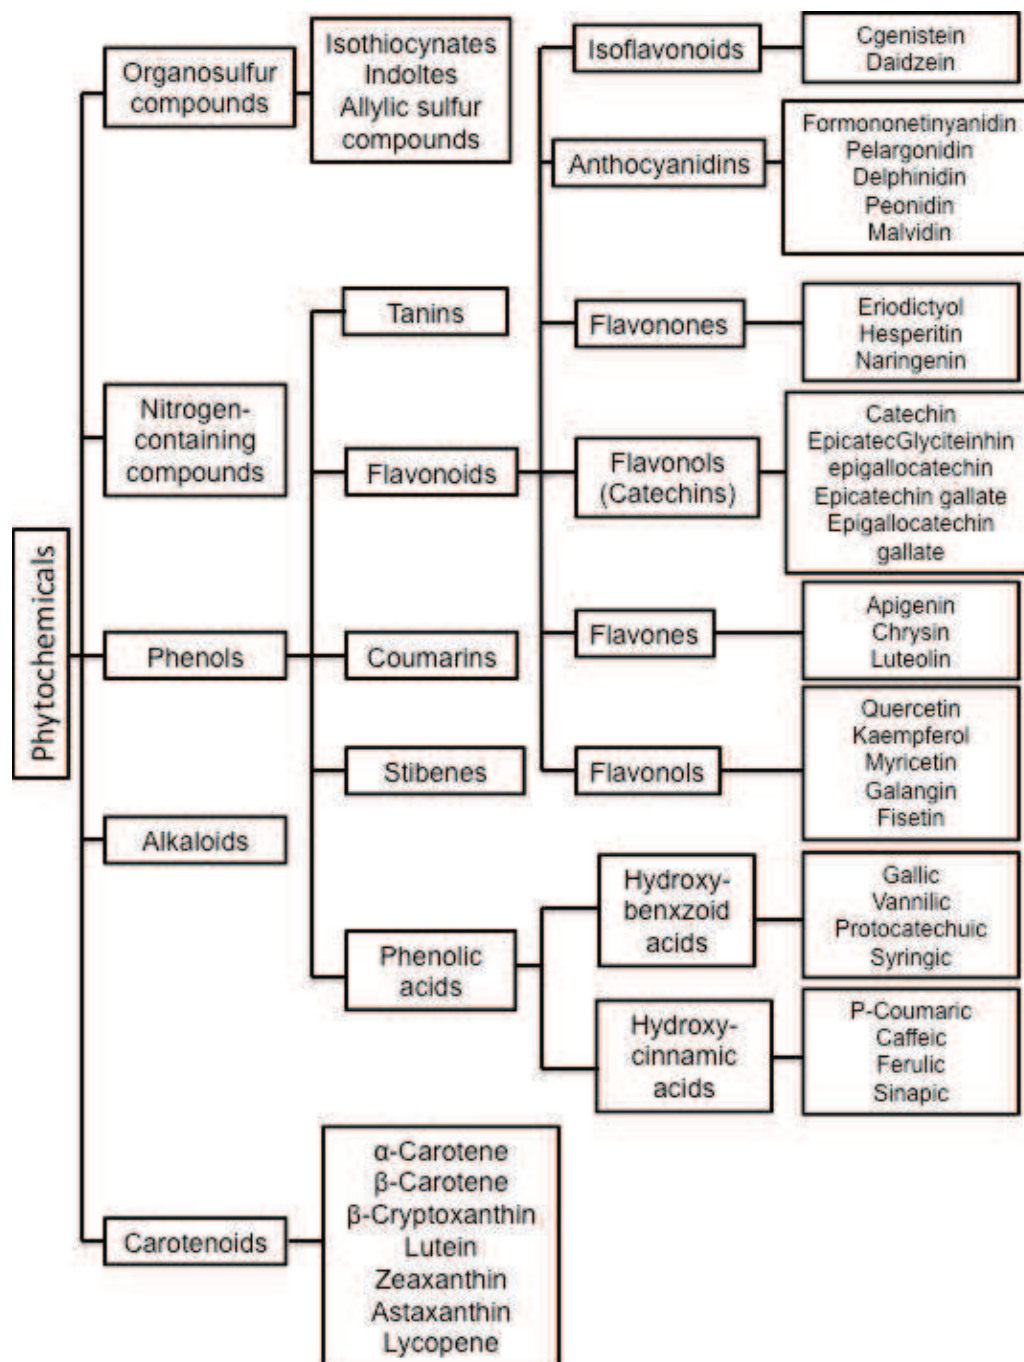 Phytochemicals
Organosulfur
compounds
Isothiocynates
Indoltes
Allylic sulfur
compounds
Nitrogen-
containing
compounds
Phenols
Tanins
Flavonoids
Isoflavonoids
Cgenistein
Daidzein
Anthocyanidins
Formononetinyanidin
Pelargonidin
Delphinidin
Peonidin
Malvidin
Flavonones
Eriodictyol
Hesperitin
Naringenin
Flavonols
(Catechins)
Catechin
EpicatecGlyciteinhin
epigallocatechin
Epicatechin gallate
Epigallocatechin
gallate
Flavones
Apigenin
Chrysin
Luteolin
Flavonols
Quercetin
Kaempferol
Myricetin
Galangin
Fisetin
Coumarins
Stibenes
Phenolic
acids
Hydroxy-
benxzoid
acids
Gallic
Vannilic
Protocatechuic
Syringic
Hydroxy-
cinnamic
acids
P-Coumaric
Caffeic
Ferulic
Sinapic
Alkaloids
Carotenoids
α-Carotene
β-Carotene
β-Cryptoxanthin
Lutein
Zeaxanthin
Astaxanthin
Lycopene